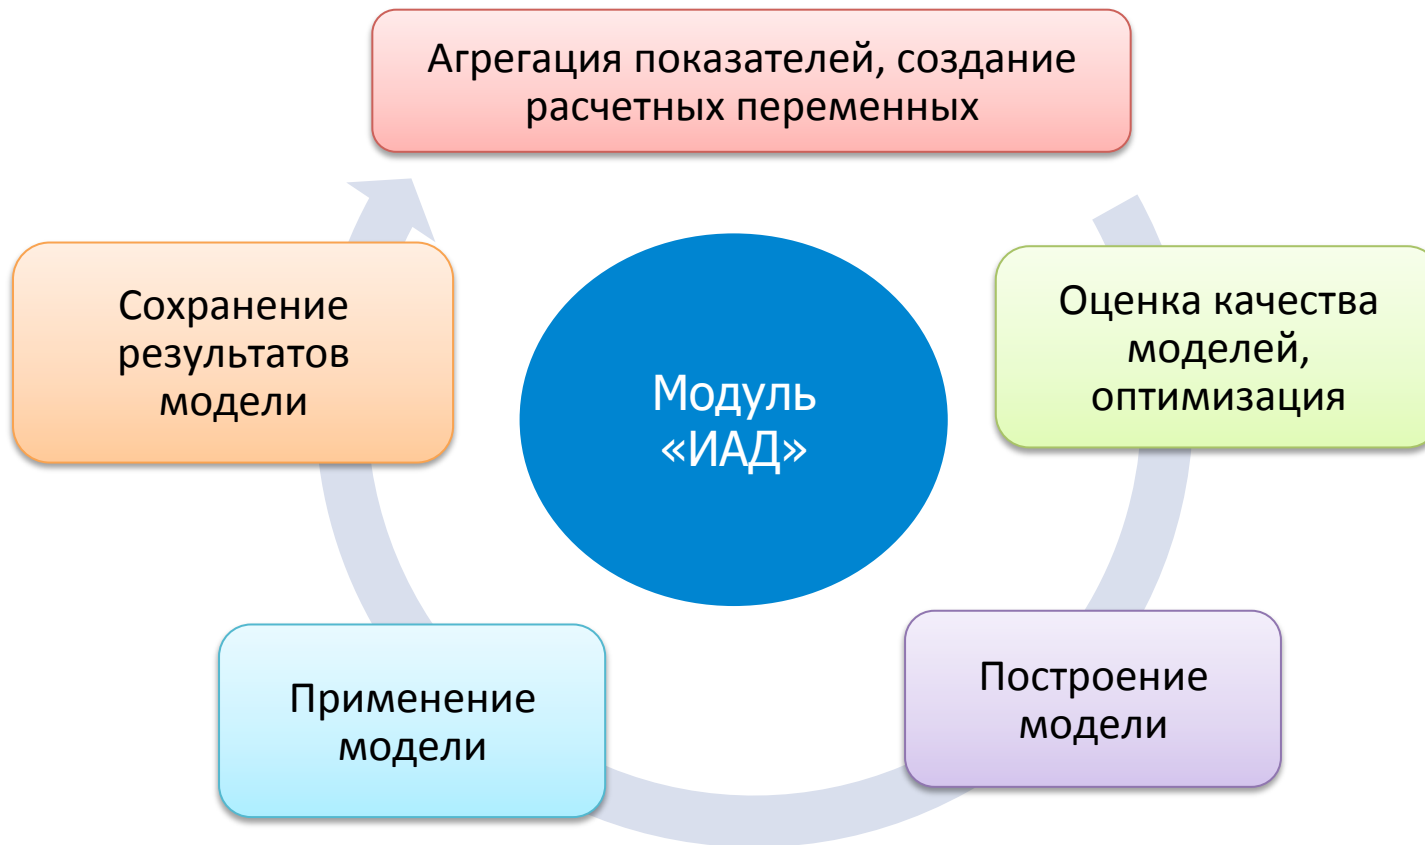 Агрегация показателей, создание
расчетных переменных
Сохранение
результатов
модели
Оценка качества
моделей,
оптимизация
Модуль
«ИАД»
Применение
модели
Построение
модели